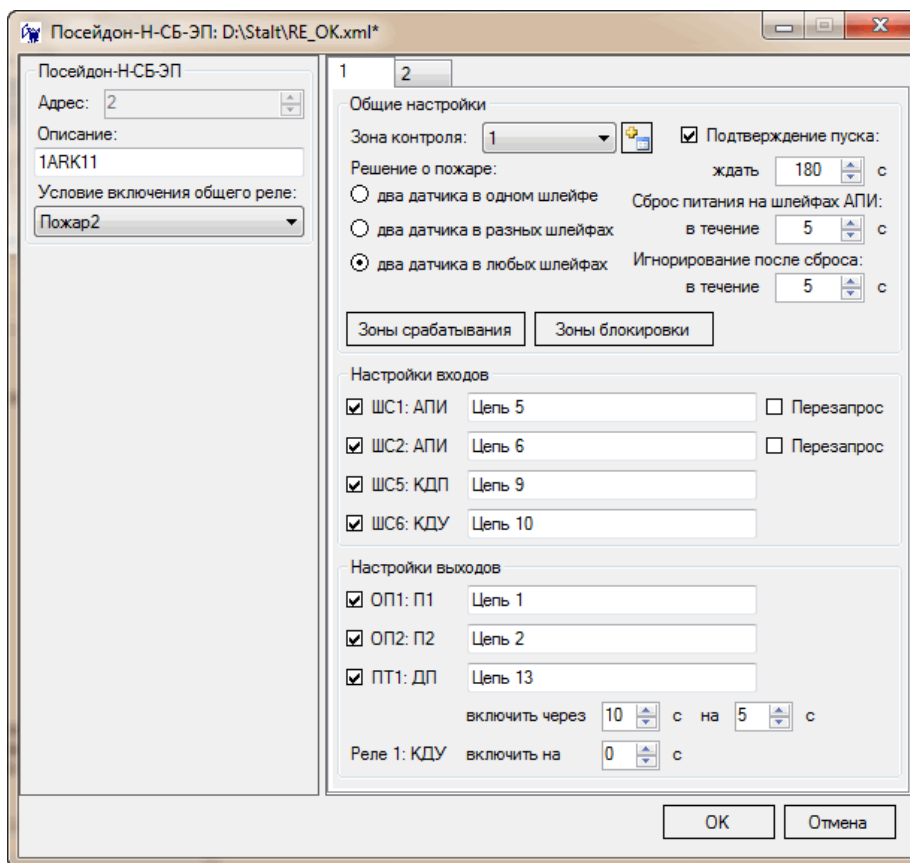 Посейдон-Н-СБ-ЭП: D:\Stalt\RE_OK.xml*
Посейдон-Н-СБ-ЭП
Адрес: 2
Описание:
1ARK11
Условие включения общего реле:
Пожар2
1 2
Общие настройки
Зона контроля: 1 Подтверждение пуска:
ждать 180 с
Решение о пожаре:
два датчика в одном шлейфе
два датчика в разных шлейфах
два датчика в любых шлейфах
Сброс питания на шлейфах АПИ:
в течение 5 с
Игнорирование после сброса:
в течение 5 с
Зоны срабатывания Зоны блокировки
Настройки входов
ШС1: АПИ Цепь 5 Перезапрос
ШС2: АПИ Цепь 6 Перезапрос
ШС5: КДП Цепь 9
ШС6: КДУ Цепь 10
Настройки выходов
ОП1: П1 Цепь 1
ОП2: П2 Цепь 2
ПТ1: ДП Цепь 13
включить через 10 с на 5 с
Реле 1: КДУ включить на 0 с
OK Отмена